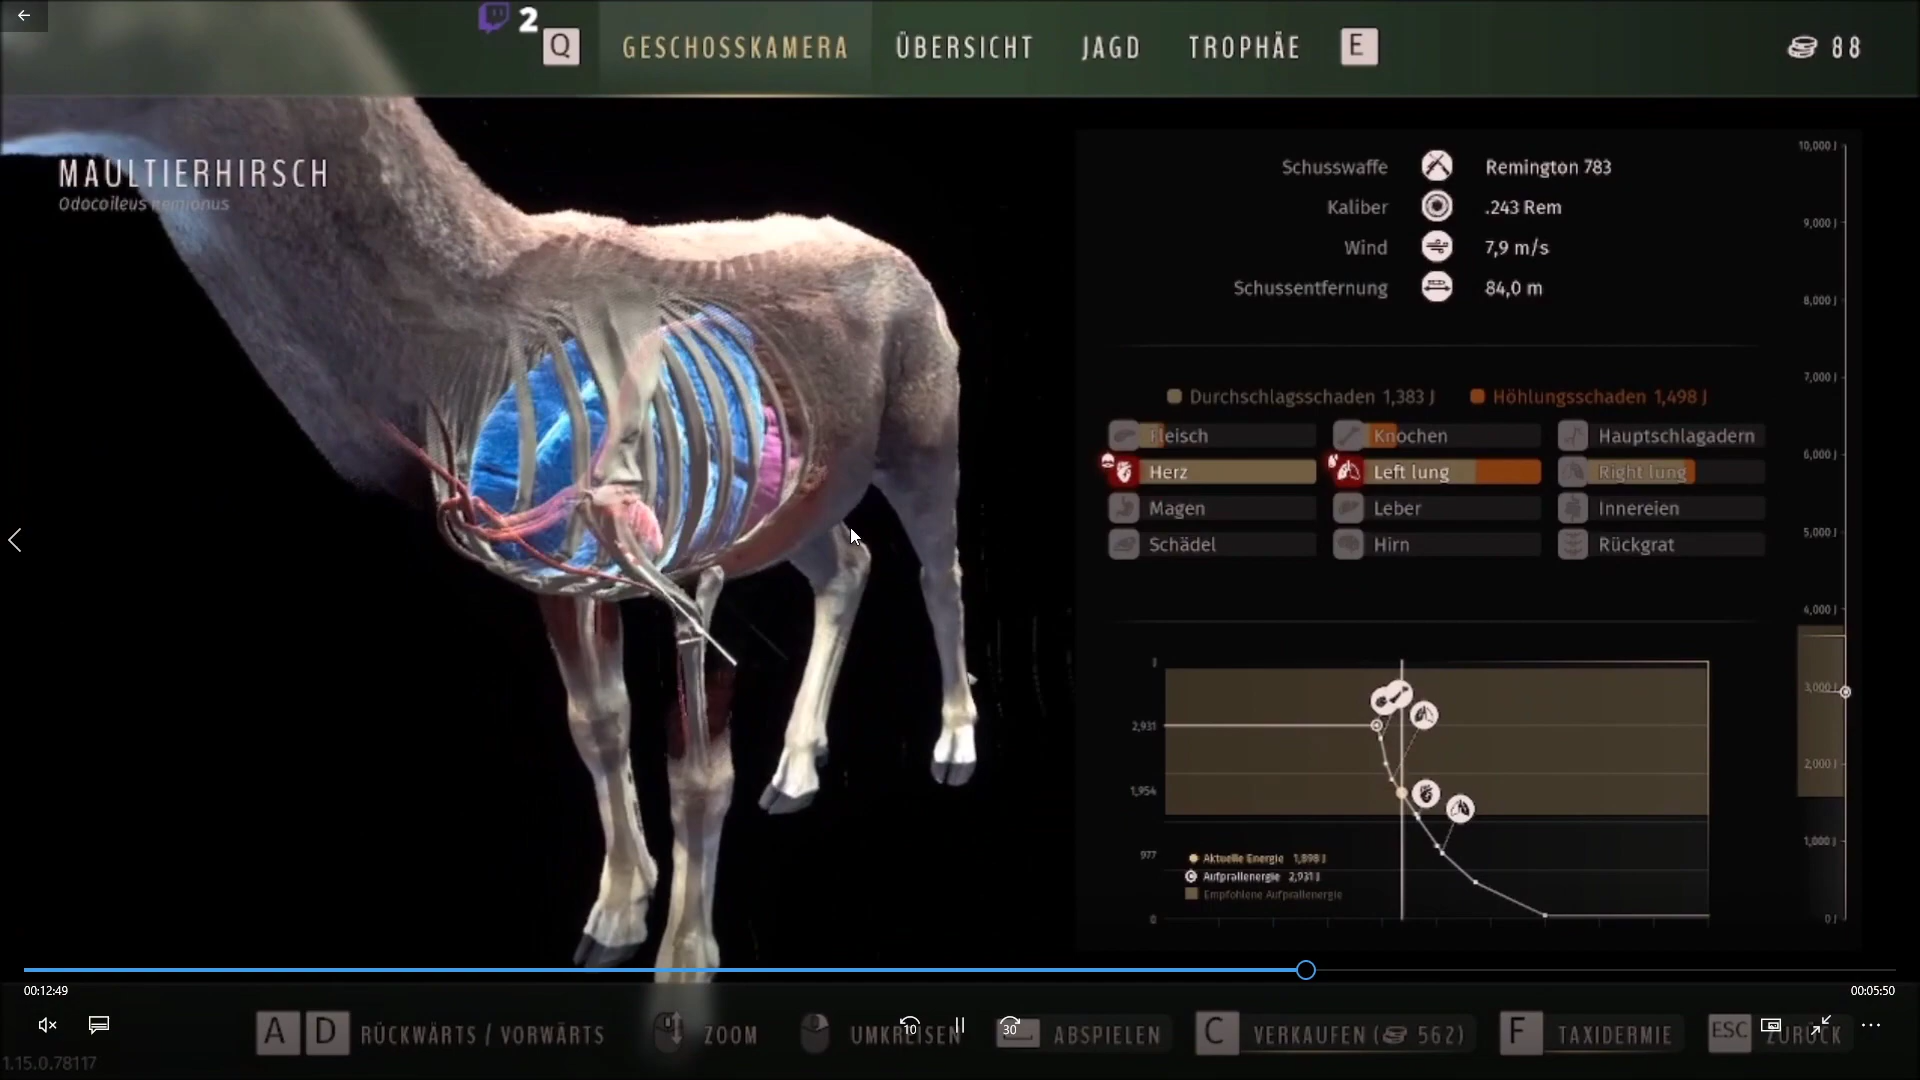 2
Q GESCHOSSKAMERA ÜBERSICHT JAGD TROPHÄE E
88
MAULTIERHIRSCH
Odocoileus hemionus
Schusswaffe Remington 783
Kaliber .243 Rem
Wind 7,9 m/s
Schussentfernung 84,0 m
Durchschlagsschaden 1,383 J Höhlungsschaden 1,498 J
Fleisch Knochen Hauptschlagadern
Herz Left lung Right lung
Magen Leber Innereien
Schädel Hirn Rückgrat
10,000 J
9,000 J
8,000 J
7,000 J
6,000 J
5,000 J
4,000 J
3,000 J
2,000 J
1,000 J
0 J
J
2,931
1,954
977
0
Aktuelle Energie 1,898 J
Aufprallenergie 2,931 J
Empfohlene Aufprallenergie
00:12:49
00:05:50
A D RÜCKWÄRTS / VORWÄRTS ZOOM UMKREISEN ABSPIELEN C VERKAUFEN ( 562) F TAXIDERMIE ESC ZURÜCK
10
30
1.15.0.78117